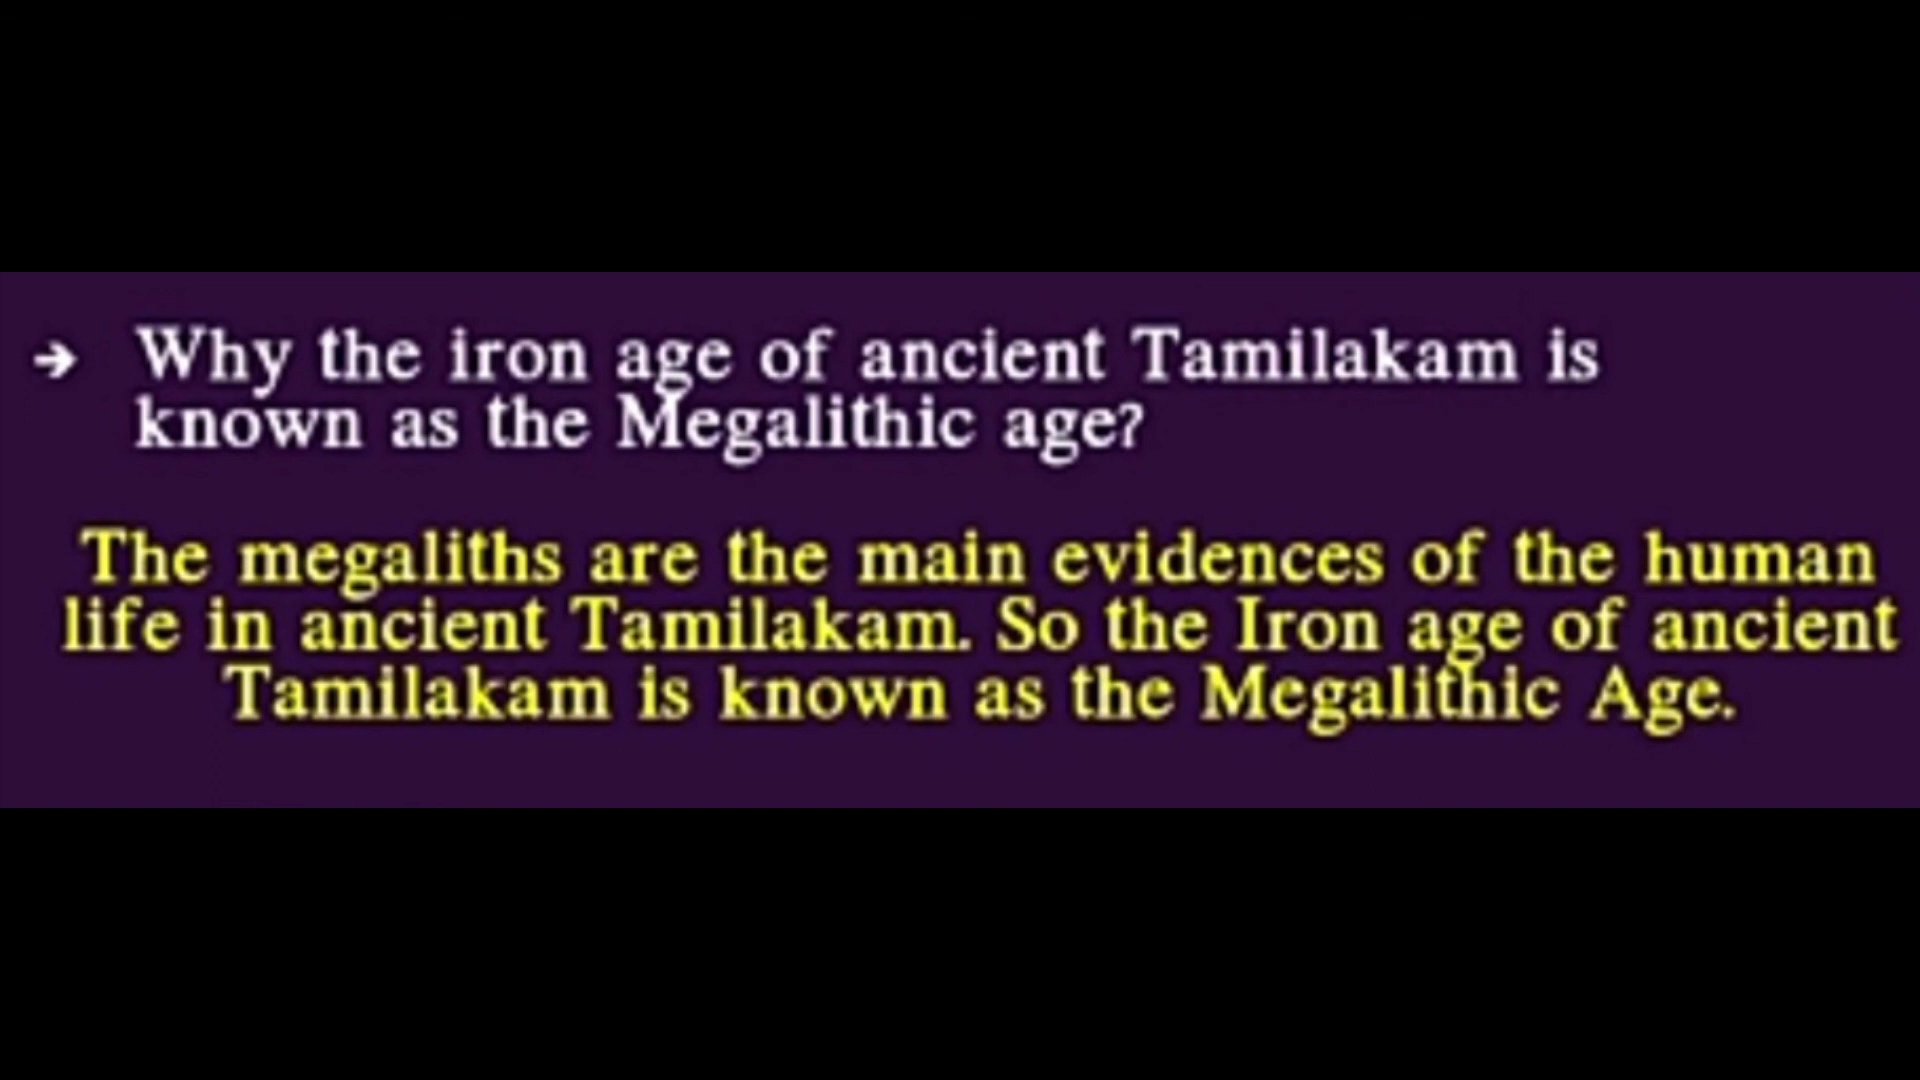 → Why the iron age of ancient Tamilakam is
known as the Megalithic age?
The megaliths are the main evidences of the human
life in ancient Tamilakam. So the Iron age of ancient
Tamilakam is known as the Megalithic Age.